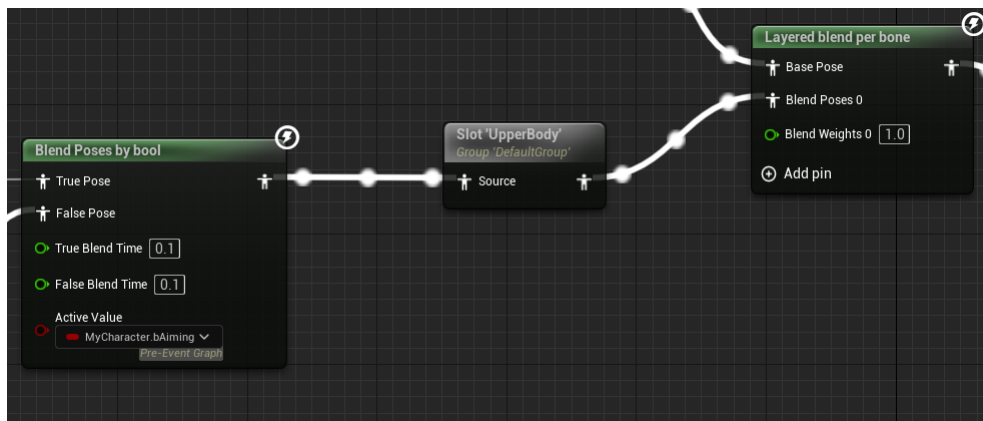 Layered blend per bone
Base Pose
Blend Poses 0
Blend Weights 0 1.0
Add pin
Slot 'UpperBody'
Group 'DefaultGroup'
Source
Blend Poses by bool
True Pose
False Pose
True Blend Time 0.1
False Blend Time 0.1
Active Value
MyCharacter.bAiming
Pre-Event Graph